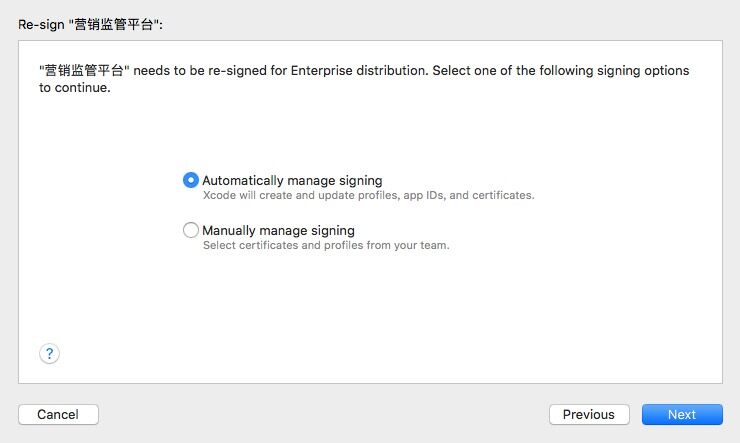 Re-sign "营销监管平台":
"营销监管平台" needs to be re-signed for Enterprise distribution. Select one of the following signing options
to continue.
Automatically manage signing
Xcode will create and update profiles, app IDs, and certificates.
Manually manage signing
Select certificates and profiles from your team.
?
Cancel
Previous
Next